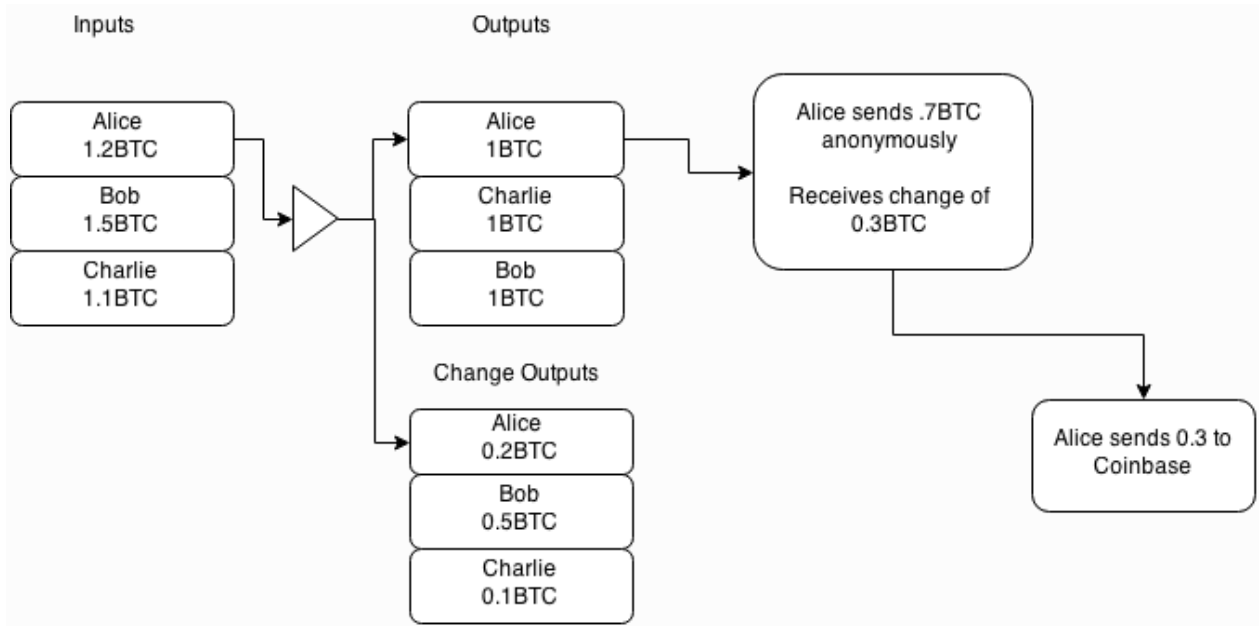 Inputs
Outputs
Alice
1.2BTC
Bob
1.5BTC
Charlie
1.1BTC
Alice
1BTC
Charlie
1BTC
Bob
1BTC
Change Outputs
Alice
0.2BTC
Bob
0.5BTC
Charlie
0.1BTC
Alice sends .7BTC
anonymously
Receives change of
0.3BTC
Alice sends 0.3 to
Coinbase